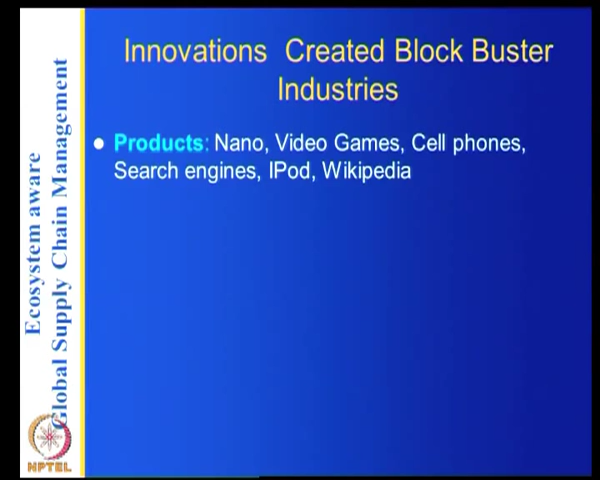 Innovations Created Block Buster
Industries
Products: Nano, Video Games, Cell phones,
Search engines, IPod, Wikipedia
Ecosystem aware
Global Supply Chain Management
NPTEL